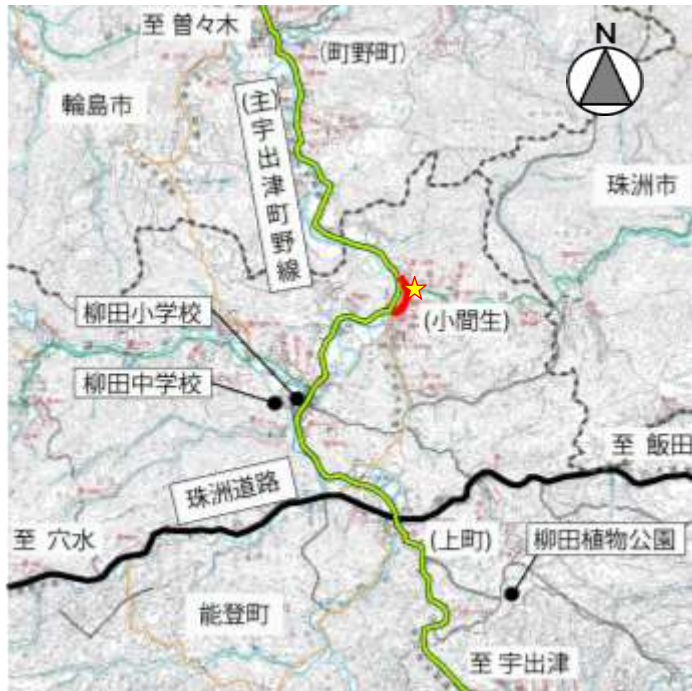 至 曽々木
(町野町)
N
輪島市
(主)宇出津町野線
珠洲市
柳田小学校
(小間生)
柳田中学校
至 飯田
珠洲道路
至 穴水
(上町)
柳田植物公園
能登町
至 宇出津